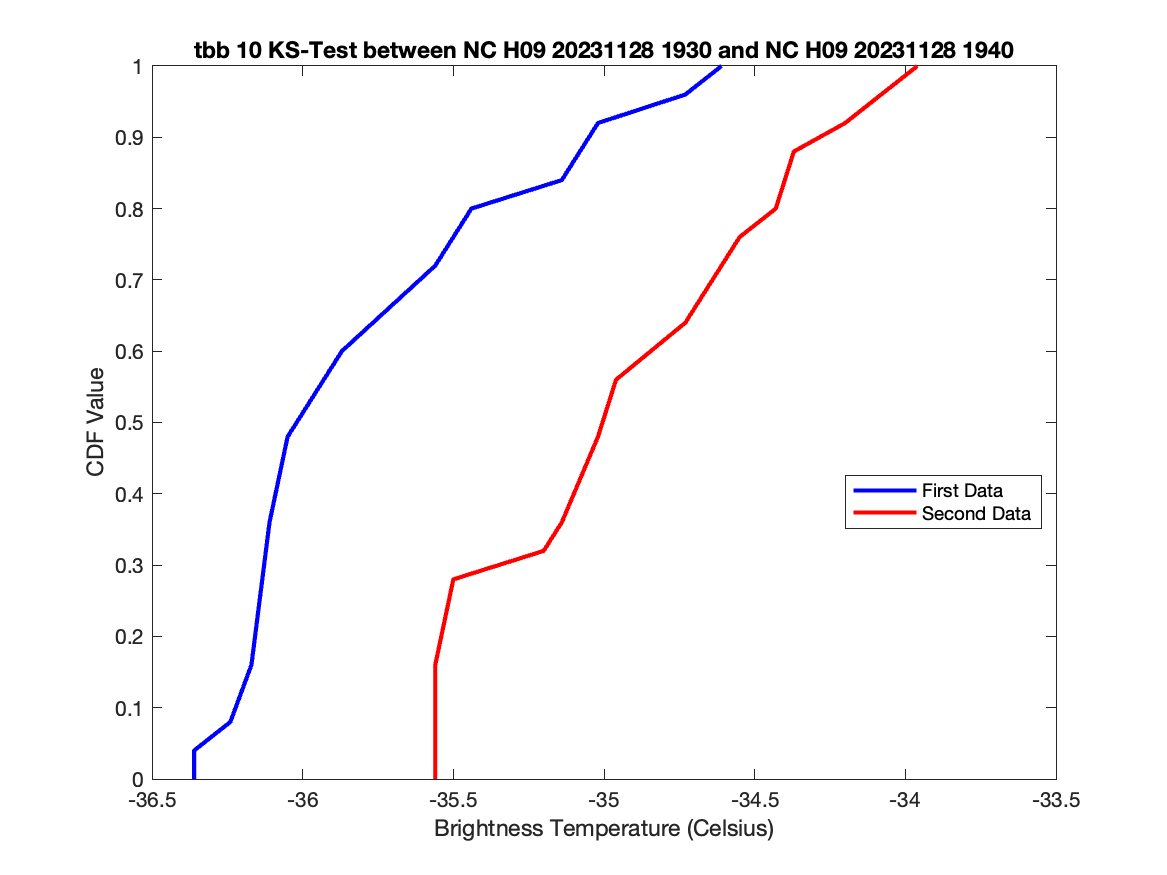 tbb 10 KS-Test between NC H09 20231128 1930 and NC H09 20231128 1940
1
0.9
0.8
0.7
0.6
0.5
0.4
0.3
0.2
0.1
0
CDF Value
First Data
Second Data
-36.5 -36 -35.5 -35 -34.5 -34 -33.5
Brightness Temperature (Celsius)